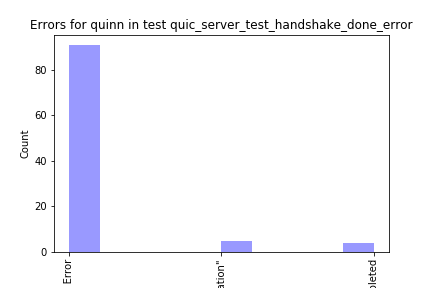 Errors for quinn in test quic_server_test_handshake_done_error
80
60
40
20
0
Count
Error
ation"
pleted